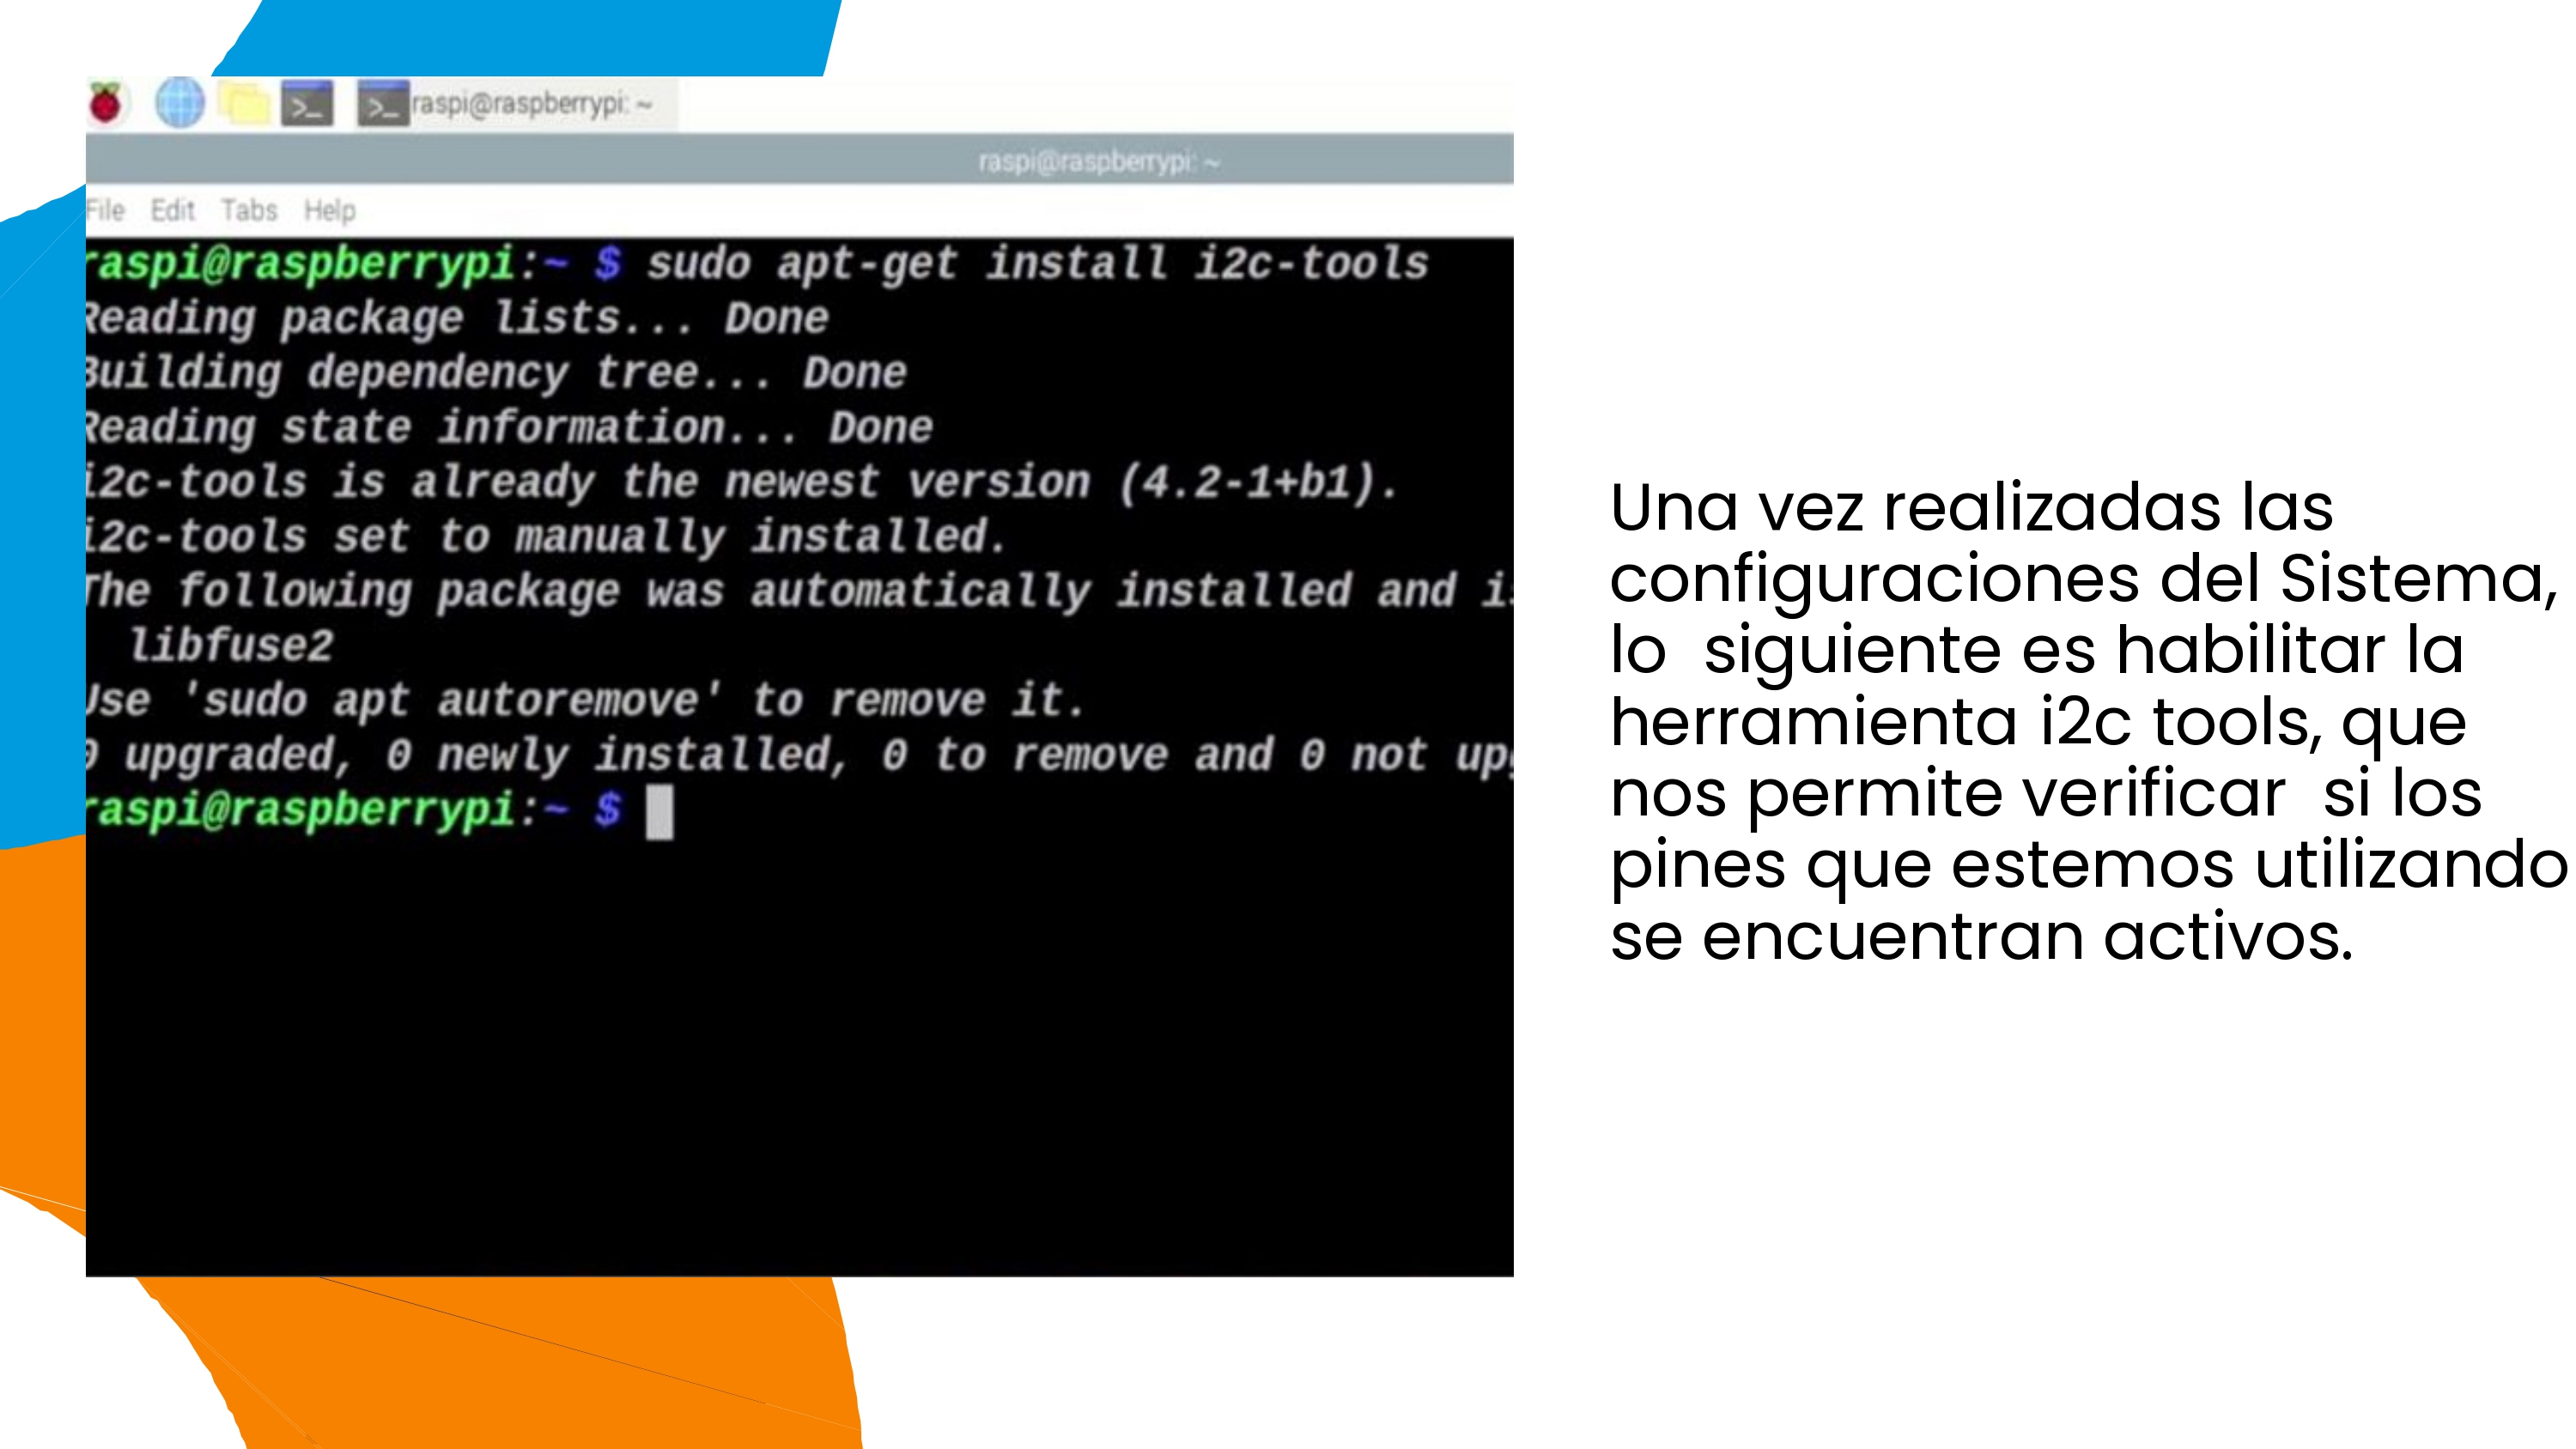 raspi@raspberrypi: ~
raspi@raspberrypi: ~
File Edit Tabs Help
raspi@raspberrypi:~ $ sudo apt-get install i2c-tools
Reading package lists... Done
Building dependency tree... Done
Reading state information... Done
i2c-tools is already the newest version (4.2-1+b1).
i2c-tools set to manually installed.
The following package was automatically installed and
libfuse2
Use 'sudo apt autoremove' to remove it.
0 upgraded, 0 newly installed, 0 to remove and 0 not
raspi@raspberrypi:~ $
Una vez realizadas las
configuraciones del Sistema,
lo siguiente es habilitar la
herramienta i2c tools, que
nos permite verificar si los
pines que estemos utilizando
se encuentran activos.